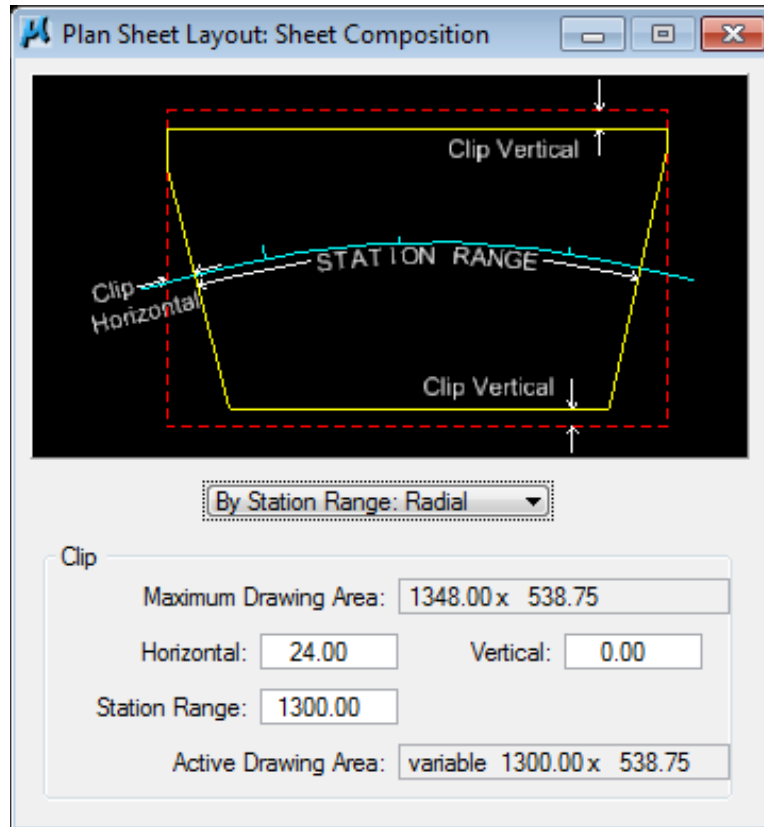 Plan Sheet Layout: Sheet Composition
Clip Vertical
STATION RANGE
Clip
Horizontal
Clip Vertical
By Station Range: Radial
Clip
Maximum Drawing Area: 1348.00 x 538.75
Horizontal: 24.00 Vertical: 0.00
Station Range: 1300.00
Active Drawing Area: variable 1300.00 x 538.75